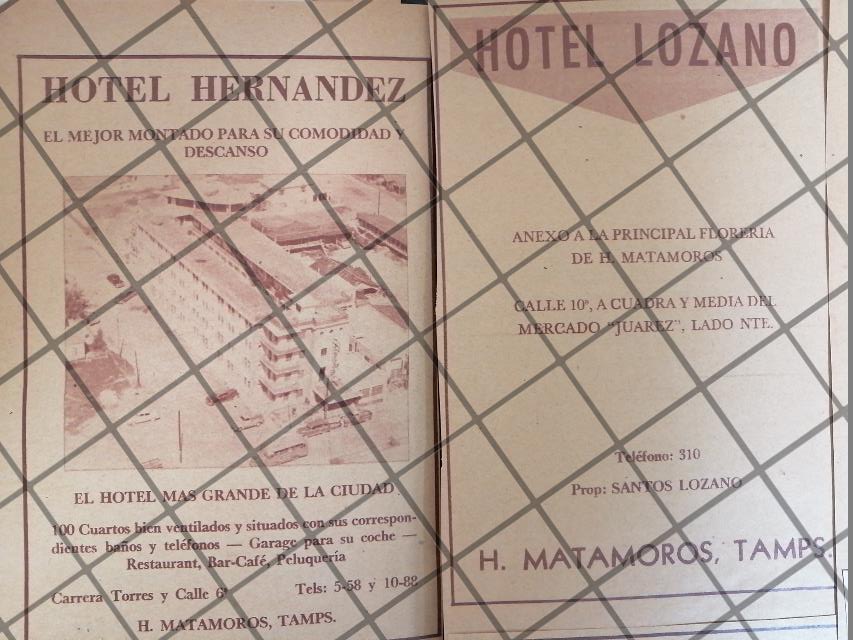 HOTEL HERNANDEZ
EL MEJOR MONTADO PARA SU COMODIDAD Y
DESCANSO
EL HOTEL MAS GRANDE DE LA CIUDAD
100 Cuartos bien ventilados y situados con sus correspon-
dientes baños y teléfonos — Garage para su coche —
Restaurant, Bar-Café, Peluquería
Carrera Torres y Calle 6ª
Tels: 5-58 y 10-88
H. MATAMOROS, TAMPS.
HOTEL LOZANO
ANEXO A LA PRINCIPAL FLORERIA
DE H. MATAMOROS
CALLE 10ª, A CUADRA Y MEDIA DEL
MERCADO "JUAREZ", LADO NTE.
Teléfono: 310
Prop: SANTOS LOZANO
H. MATAMOROS, TAMPS.